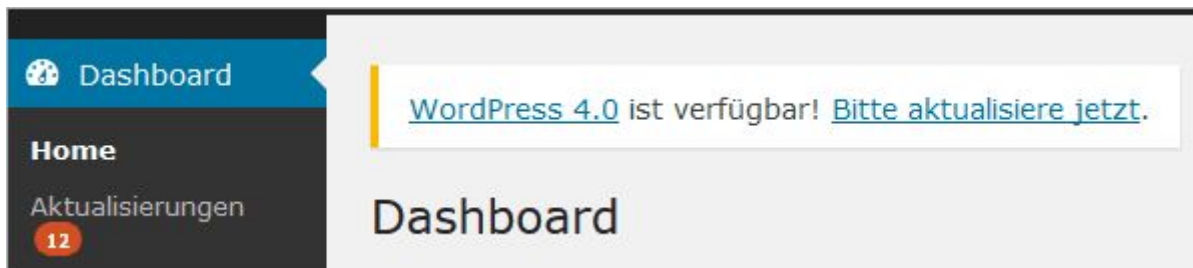 Dashboard
Home
Aktualisierungen
12
WordPress 4.0 ist verfügbar! Bitte aktualisiere jetzt.
Dashboard